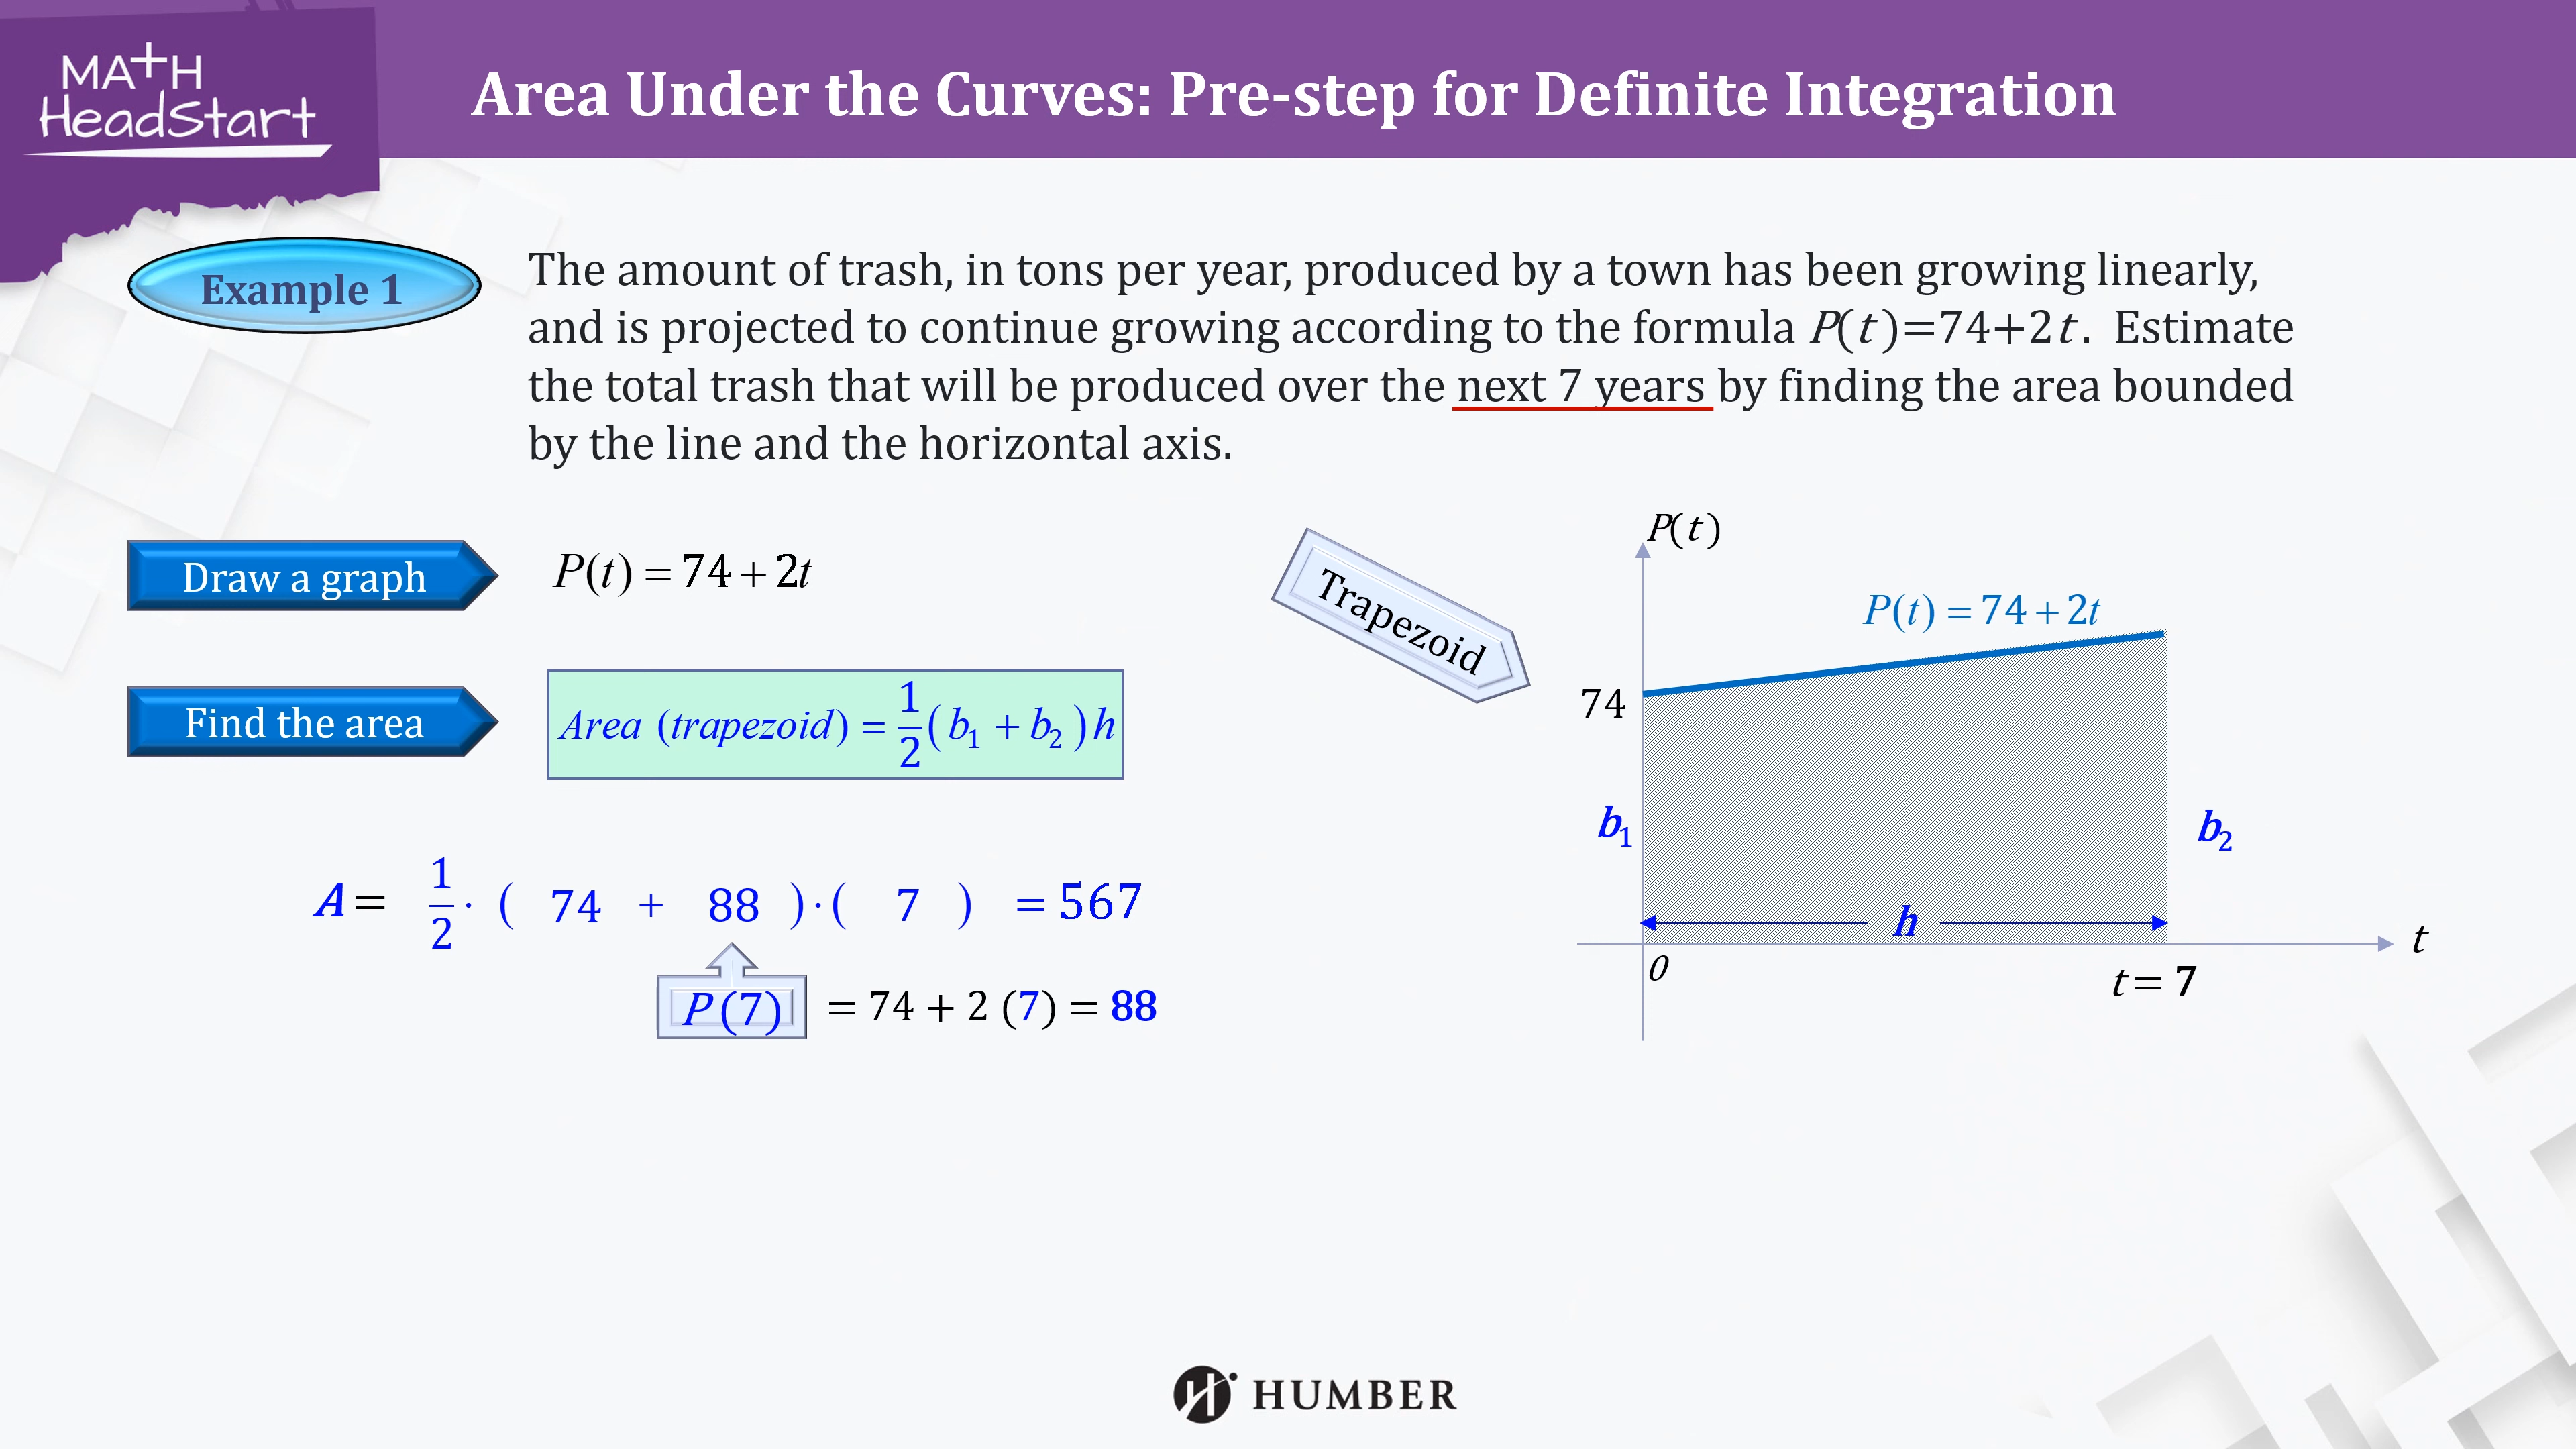 MATH
HeadStart
Area Under the Curves: Pre-step for Definite Integration
Example 1
The amount of trash, in tons per year, produced by a town has been growing linearly,
and is projected to continue growing according to the formula P(t)=74+2t. Estimate
the total trash that will be produced over the next 7 years by finding the area bounded
by the line and the horizontal axis.
Draw a graph
P(t) = 74 + 2t
Find the area
Area (trapezoid) = 1/2 (b₁ + b₂) h
A = 1/2 · ( 74 + 88 ) · ( 7 ) = 567
P(7) = 74 + 2 (7) = 88
Trapezoid
P(t)
P(t) = 74 + 2t
74
b₁
b₂
h
t
0
t = 7
HUMBER